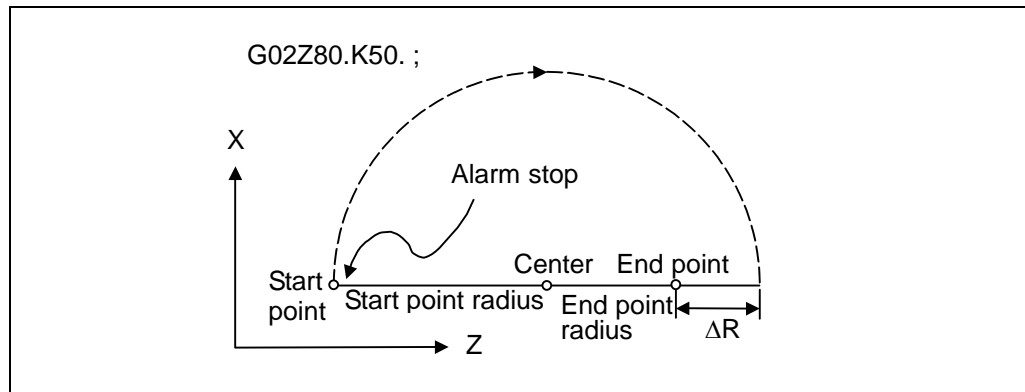 G02Z80.K50. ;
X
Alarm stop
Start
point
Start point radius
Center
End point
End point
radius
ΔR
Z